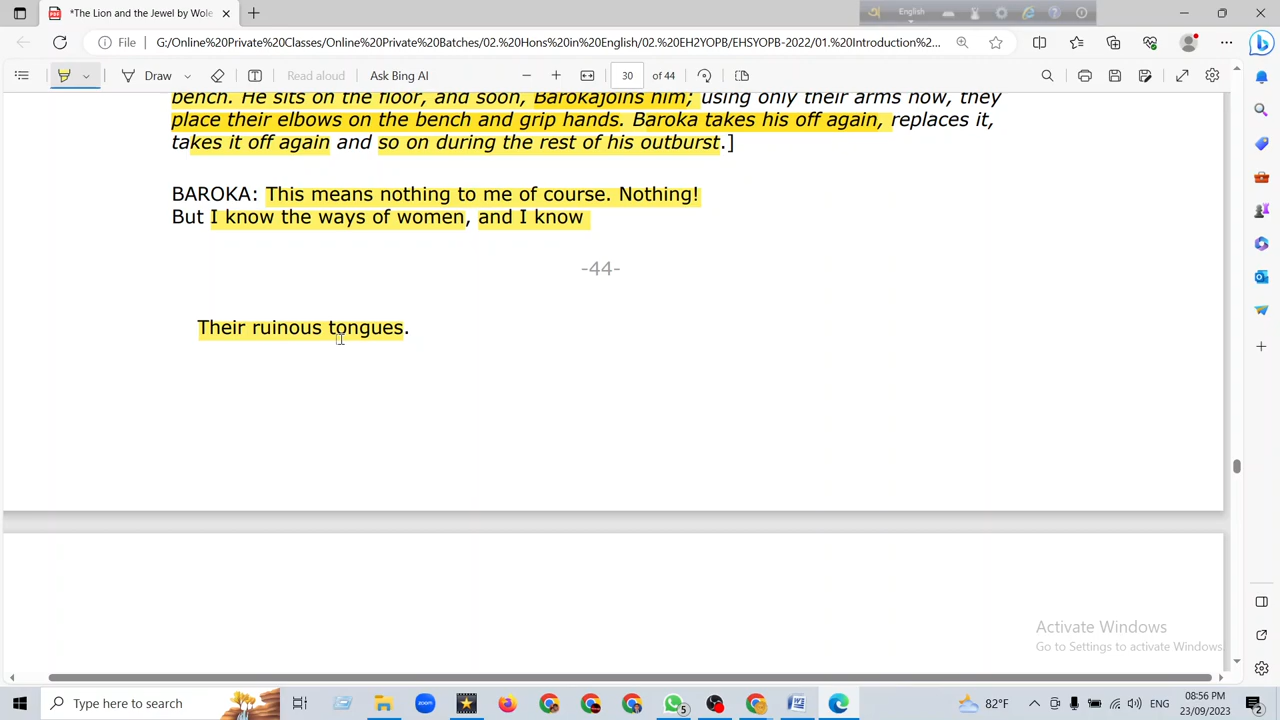 *The Lion and the Jewel by Wole
English
File
G:/Online%20Private%20Classes/Online%20Private%20Batches/02.%20Hons%20in%20English/02.%20EH2YOPB/EHSYOPB-2022/01.%20Introduction%20...
Draw
Read aloud
Ask Bing AI
30
of 44
bench. He sits on the floor, and soon, Barokajoins him; using only their arms now, they
place their elbows on the bench and grip hands. Baroka takes his off again, replaces it,
takes it off again and so on during the rest of his outburst.]
BAROKA: This means nothing to me of course. Nothing!
But I know the ways of women, and I know
-44-
Their ruinous tongues.
Activate Windows
Go to Settings to activate Windows.
Type here to search
zoom
5
82°F
ENG
08:56 PM
23/09/2023
2